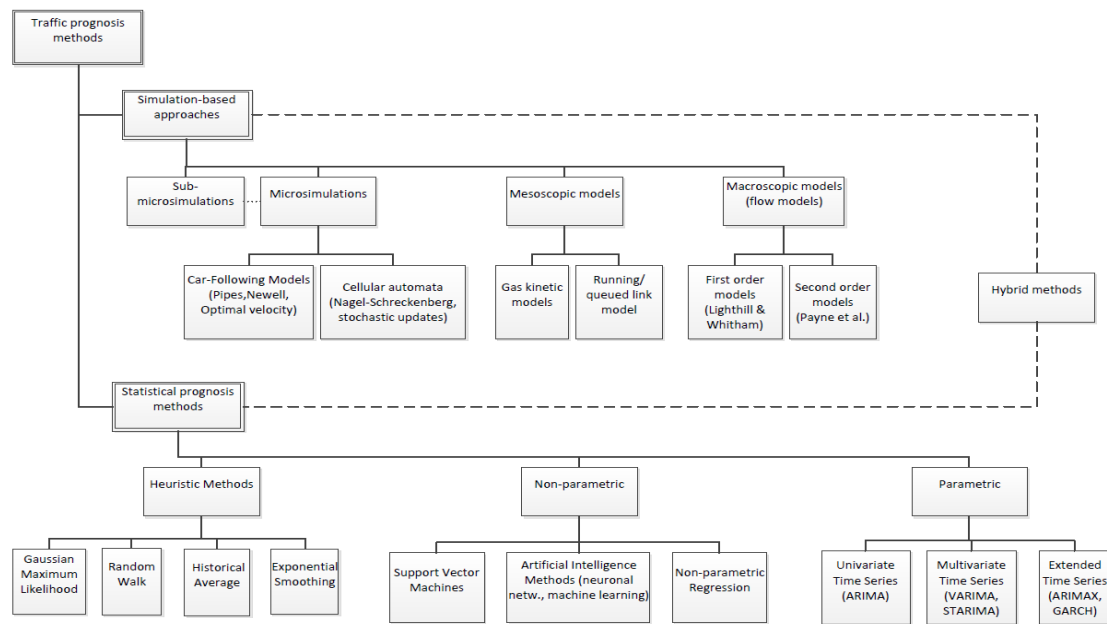 Traffic prognosis
methods
Simulation-based
approaches
Sub-
microsimulations
Microsimulations
Mesoscopic models
Macroscopic models
(flow models)
Car-Following Models
(Pipes,Newell,
Optimal velocity)
Cellular automata
(Nagel-Schreckenberg,
stochastic updates)
Gas kinetic
models
Running/
queued link
model
First order
models
(Lighthill &
Whitham)
Second order
models
(Payne et al.)
Hybrid methods
Statistical prognosis
methods
Heuristic Methods
Non-parametric
Parametric
Gaussian
Maximum
Likelihood
Random
Walk
Historical
Average
Exponential
Smoothing
Support Vector
Machines
Artificial Intelligence
Methods (neuronal
netw., machine learning)
Non-parametric
Regression
Univariate
Time Series
(ARIMA)
Multivariate
Time Series
(VARIMA,
STARIMA)
Extended
Time Series
(ARIMAX,
GARCH)